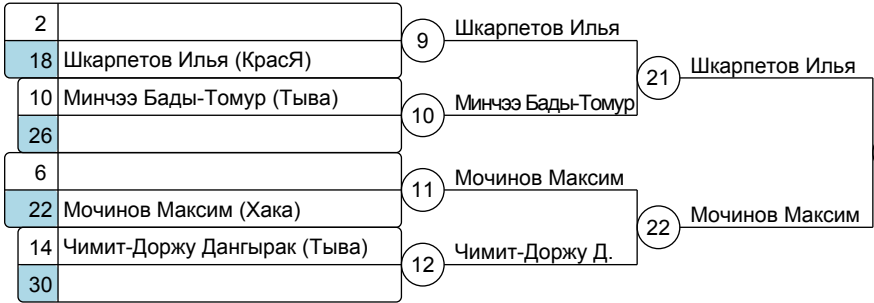 2
18 Шкарпетов Илья (КрасЯ)
10 Минчээ Бады-Томур (Тыва)
26
6
22 Мочинов Максим (Хака)
14 Чимит-Доржу Дангырак (Тыва)
30
9 Шкарпетов Илья
10 Минчээ Бады-Томур
11 Мочинов Максим
12 Чимит-Доржу Д.
21 Шкарпетов Илья
22 Мочинов Максим